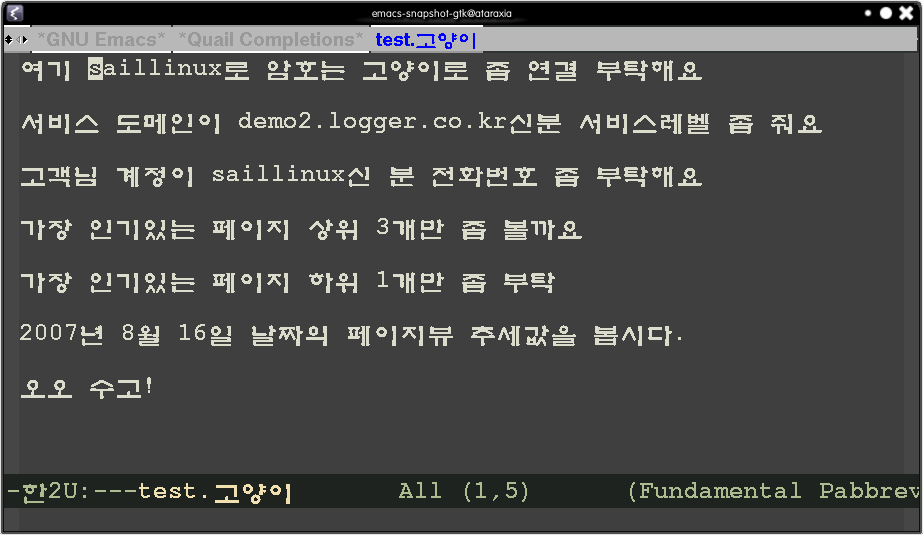 emacs-snapshot-gtk@ataraxia
*GNU Emacs* *Quail Completions* test.고양이
여기 saillinux로 암호는 고양이로 좀 연결 부탁해요
서비스 도메인이 demo2.logger.co.kr신분 서비스레벨 좀 줘요
고객님 계정이 saillinux신 분 전화번호 좀 부탁해요
가장 인기있는 페이지 상위 3개만 좀 볼까요
가장 인기있는 페이지 하위 1개만 좀 부탁
2007년 8월 16일 날짜의 페이지뷰 추세값을 봅시다.
오오 수고!
-한2U:---test.고양이 All (1,5) (Fundamental Pabbrev